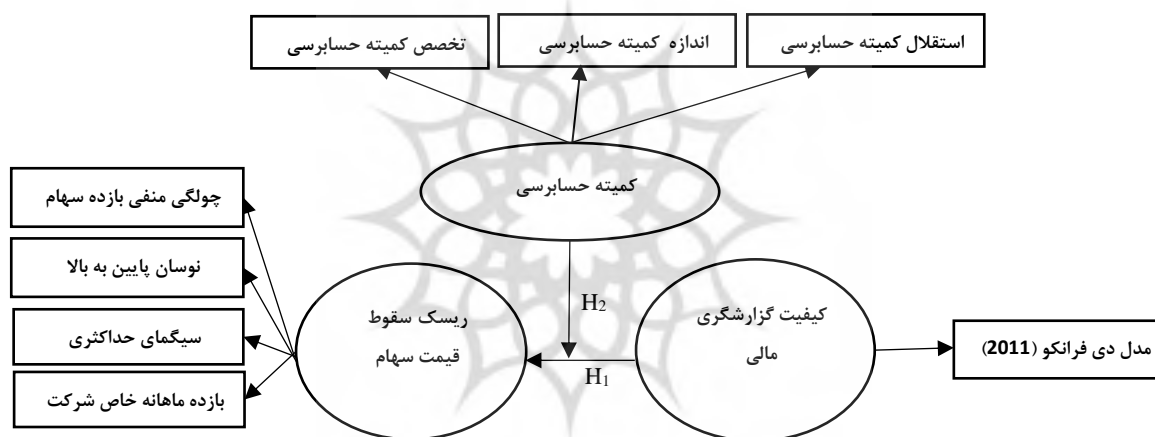 استقلال کمیته حسابرسی
اندازه کمیته حسابرسی
تخصص کمیته حسابرسی
کمیته حسابرسی
چولگی منفی بازده سهام
نوسان پایین به بالا
سیگمای حداکثری
بازده ماهانه خاص شرکت
ریسک سقوط
قیمت سهام
H2
H1
کیفیت گزارشگری
مالی
مدل دی فرانکو (2011)